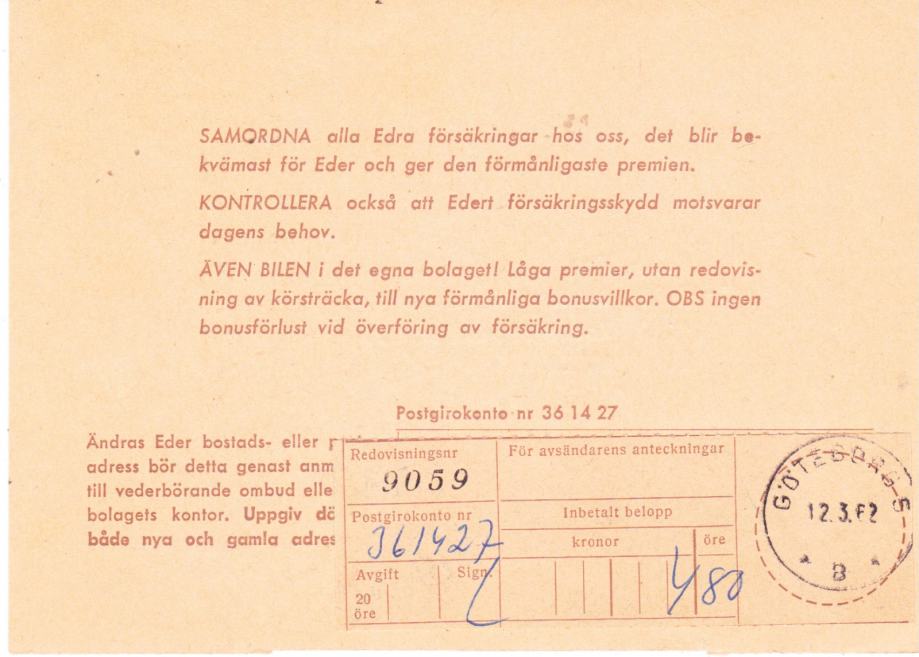 SAMORDNA alla Edra försäkringar hos oss, det blir be-
kvämast för Eder och ger den förmånligaste premien.
KONTROLLERA också att Edert försäkringsskydd motsvarar
dagens behov.
ÄVEN BILEN i det egna bolaget! Låga premier, utan redovis-
ning av körsträcka, till nya förmånliga bonusvillkor. OBS ingen
bonusförlust vid överföring av försäkring.
Postgirokonto nr 36 14 27
Ändras Eder bostads- eller
adress bör detta genast anm
till vederbörande ombud elle
bolagets kontor. Uppgiv dä
både nya och gamla adres
Redovisningsnr
9059
Postgirokonto nr
361427
Avgift
Sign.
20
öre
För avsändarens anteckningar
Inbetalt belopp
kronor
öre
4 80
GÖTEBORG 5
12.3.62
* B *